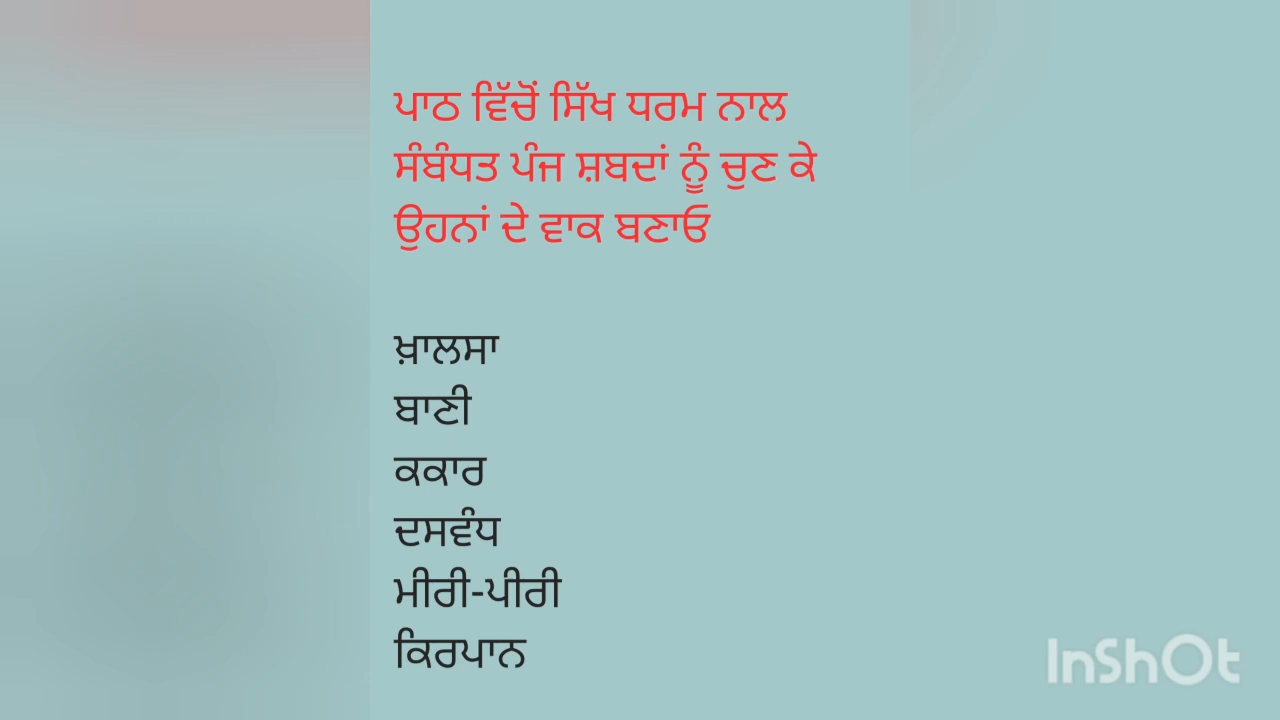 ਪਾਠ ਵਿੱਚੋਂ ਸਿੱਖ ਧਰਮ ਨਾਲ
ਸੰਬੰਧਤ ਪੰਜ ਸ਼ਬਦਾਂ ਨੂੰ ਚੁਣ ਕੇ
ਉਹਨਾਂ ਦੇ ਵਾਕ ਬਣਾਓ
ਖ਼ਾਲਸਾ
ਬਾਣੀ
ਕਕਾਰ
ਦਸਵੰਧ
ਮੀਰੀ-ਪੀਰੀ
ਕਿਰਪਾਨ
InShOt